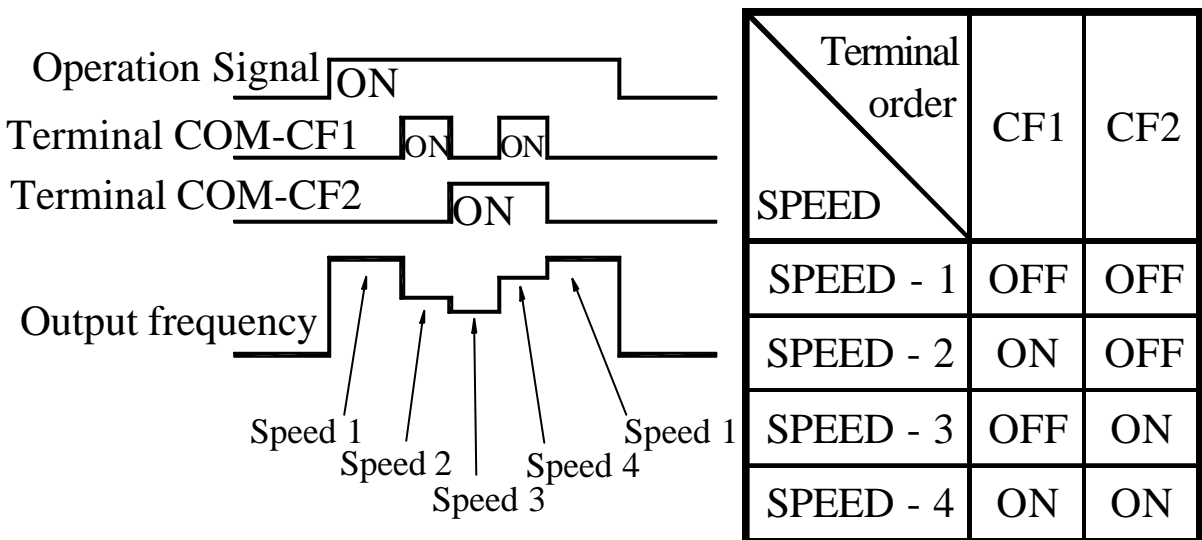 Operation Signal
ON
Terminal COM-CF1
ON
ON
Terminal COM-CF2
ON
Output frequency
Speed 1
Speed 2
Speed 3
Speed 4
Speed 1
Terminal
order
SPEED
CF1 CF2
SPEED - 1 OFF OFF
SPEED - 2 ON OFF
SPEED - 3 OFF ON
SPEED - 4 ON ON